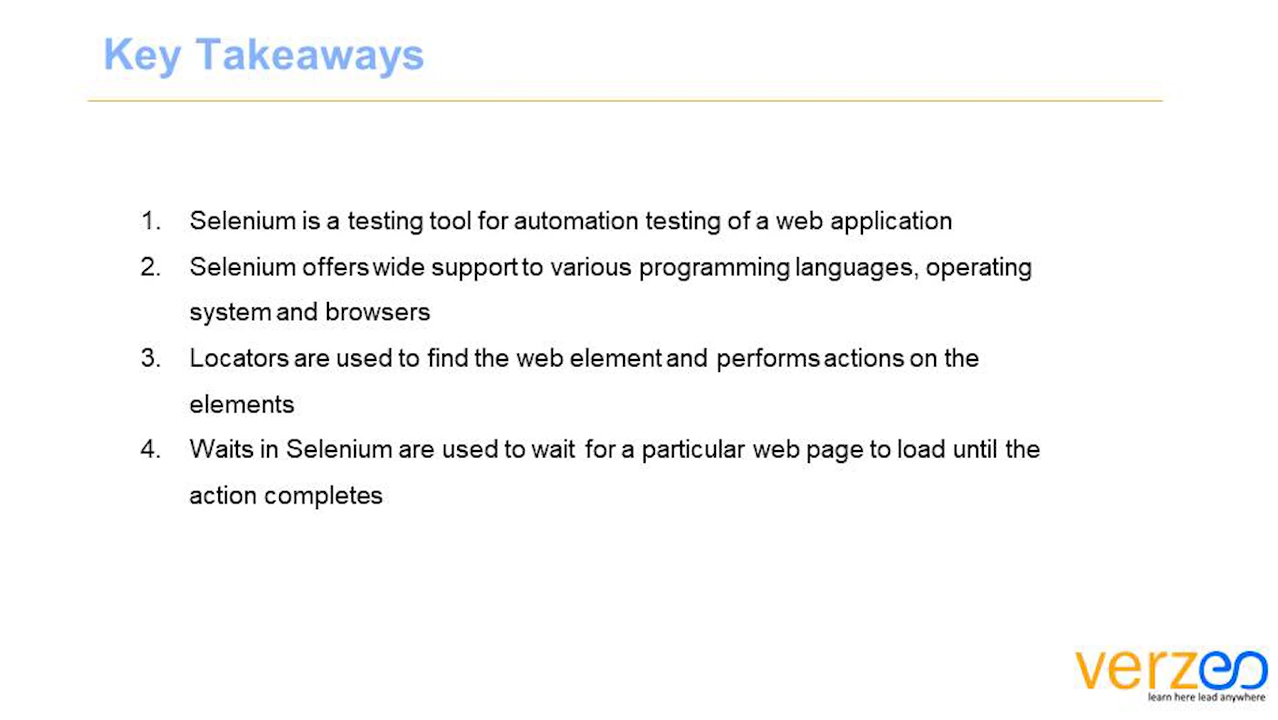 Key Takeaways
1. Selenium is a testing tool for automation testing of a web application
2. Selenium offers wide support to various programming languages, operating
system and browsers
3. Locators are used to find the web element and performs actions on the
elements
4. Waits in Selenium are used to wait for a particular web page to load until the
action completes
verzeo
learn here lead anywhere